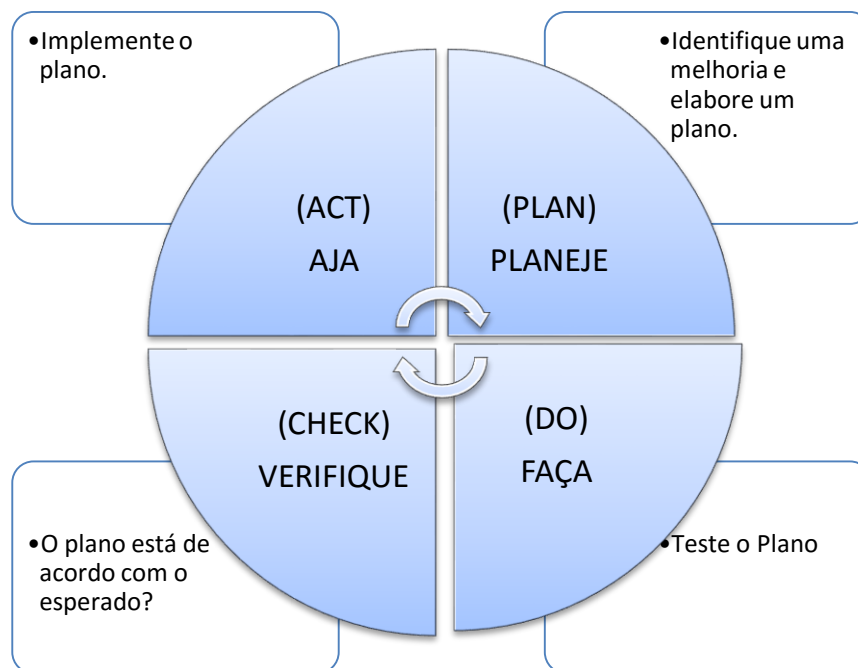 •Implemente o
plano.
•Identifique uma
melhoria e
elabore um
plano.
(ACT)
AJA
(PLAN)
PLANEJE
(CHECK)
VERIFIQUE
(DO)
FAÇA
•O plano está de
acordo com o
esperado?
•Teste o Plano